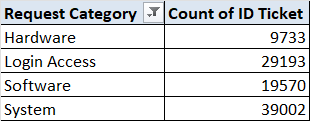 Request Category Count of ID Ticket
Hardware 9733
Login Access 29193
Software 19570
System 39002